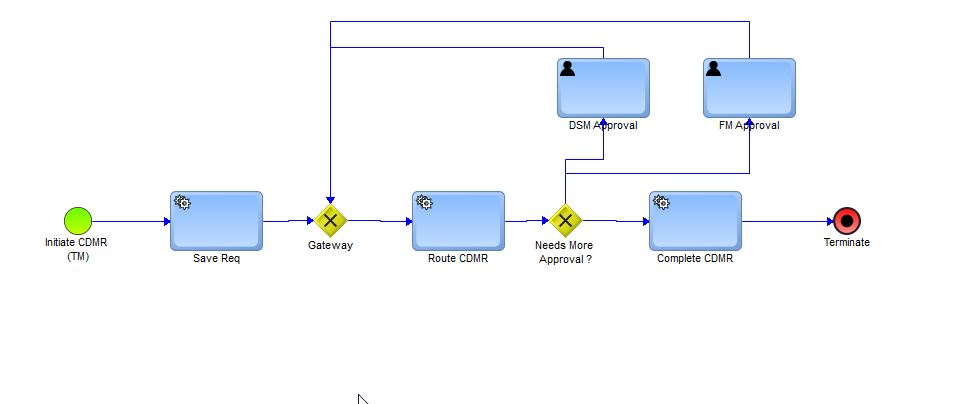 DSM Approval
FM Approval
Initiate CDMR
(TM)
Save Req
Gateway
Route CDMR
Needs More
Approval ?
Complete CDMR
Terminate